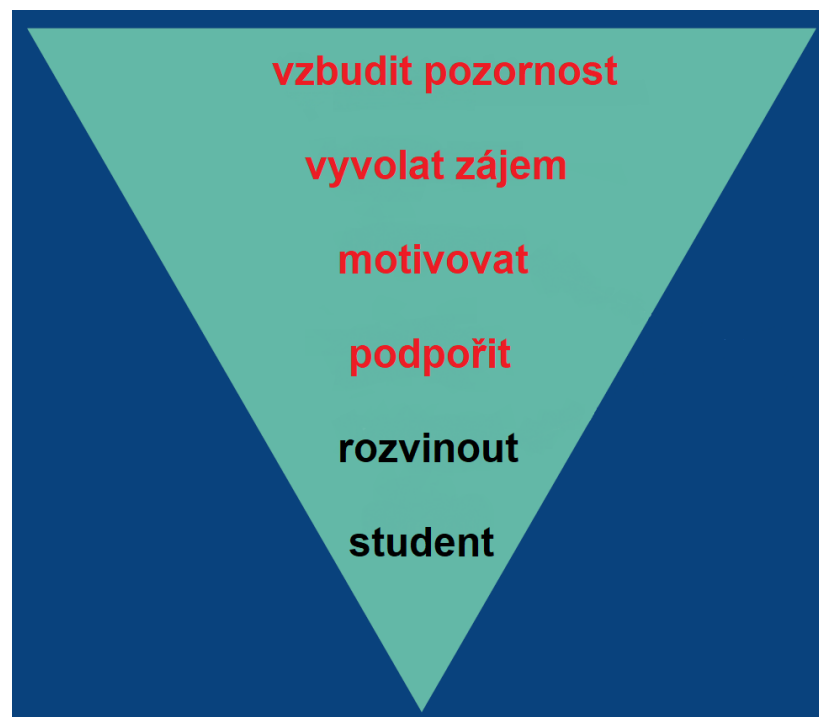 vzbudit pozornost
vyvolat zájem
motivovat
podpořit
rozvinout
student